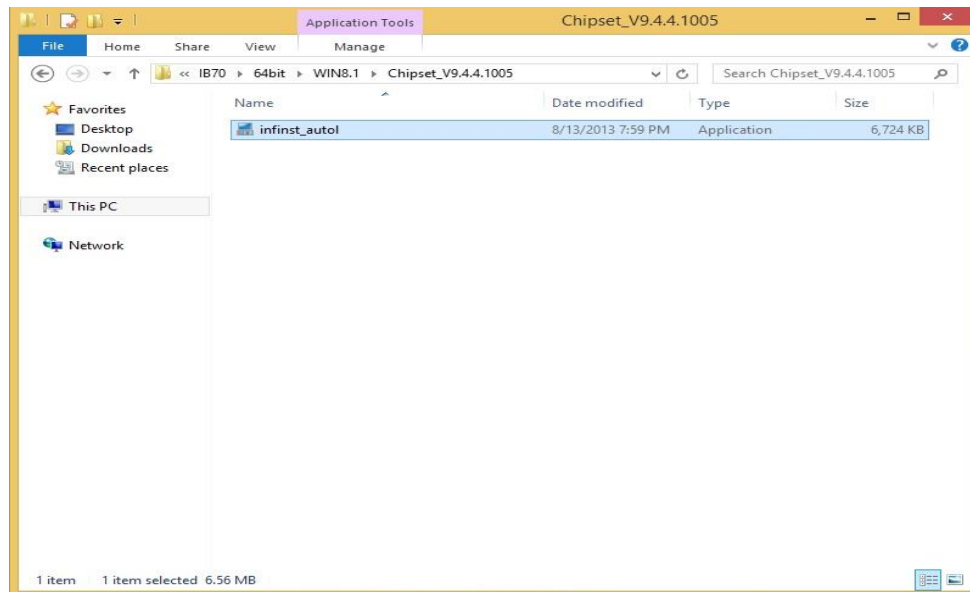 Application Tools
Chipset_V9.4.4.1005
File Home Share View Manage
« IB70 64bit WIN8.1 Chipset_V9.4.4.1005
Search Chipset_V9.4.4.1005
Favorites
Desktop
Downloads
Recent places
This PC
Network
Name Date modified Type Size
infinst_autol 8/13/2013 7:59 PM Application 6,724 KB
1 item 1 item selected 6.56 MB